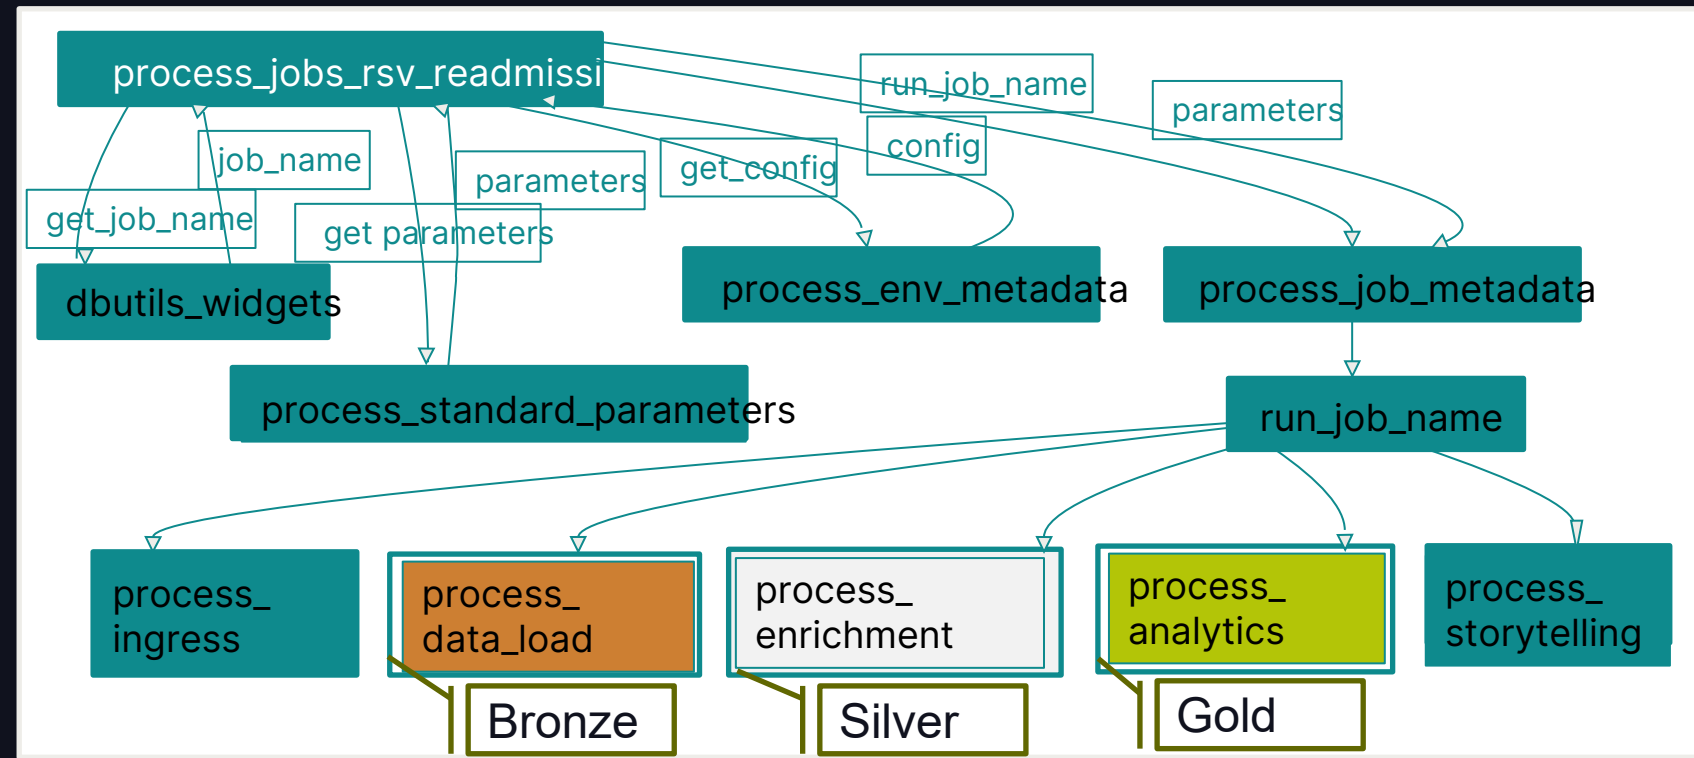 process_jobs_rsv_readmissi
run_job_name
parameters
job_name
config
get_config
parameters
get_job_name
get parameters
dbutils_widgets
process_env_metadata
process_job_metadata
process_standard_parameters
run_job_name
process_
ingress
process_
data_load
process_
enrichment
process_
analytics
process_
storytelling
Bronze
Silver
Gold